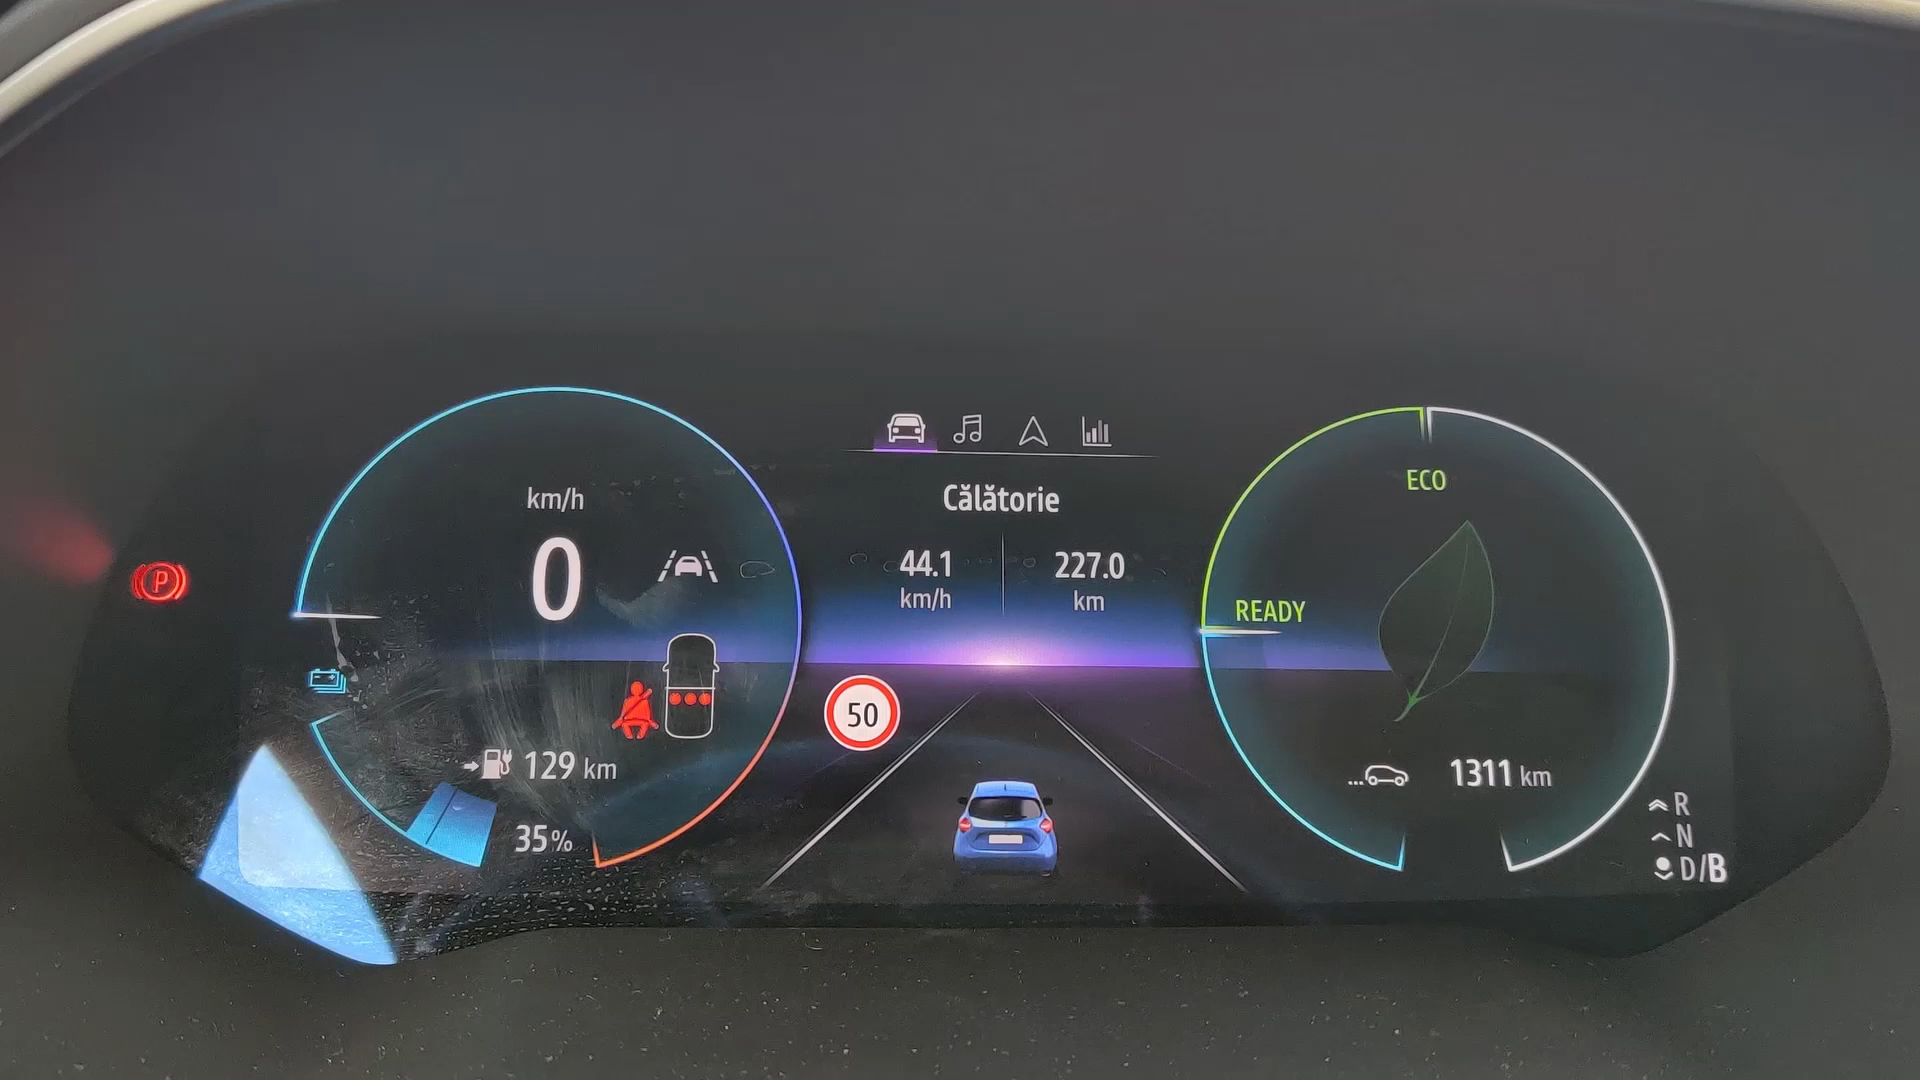 Călătorie
44.1
km/h
227.0
km
km/h
0
P
50
129 km
35%
ECO
READY
1311 km
R
N
D/B